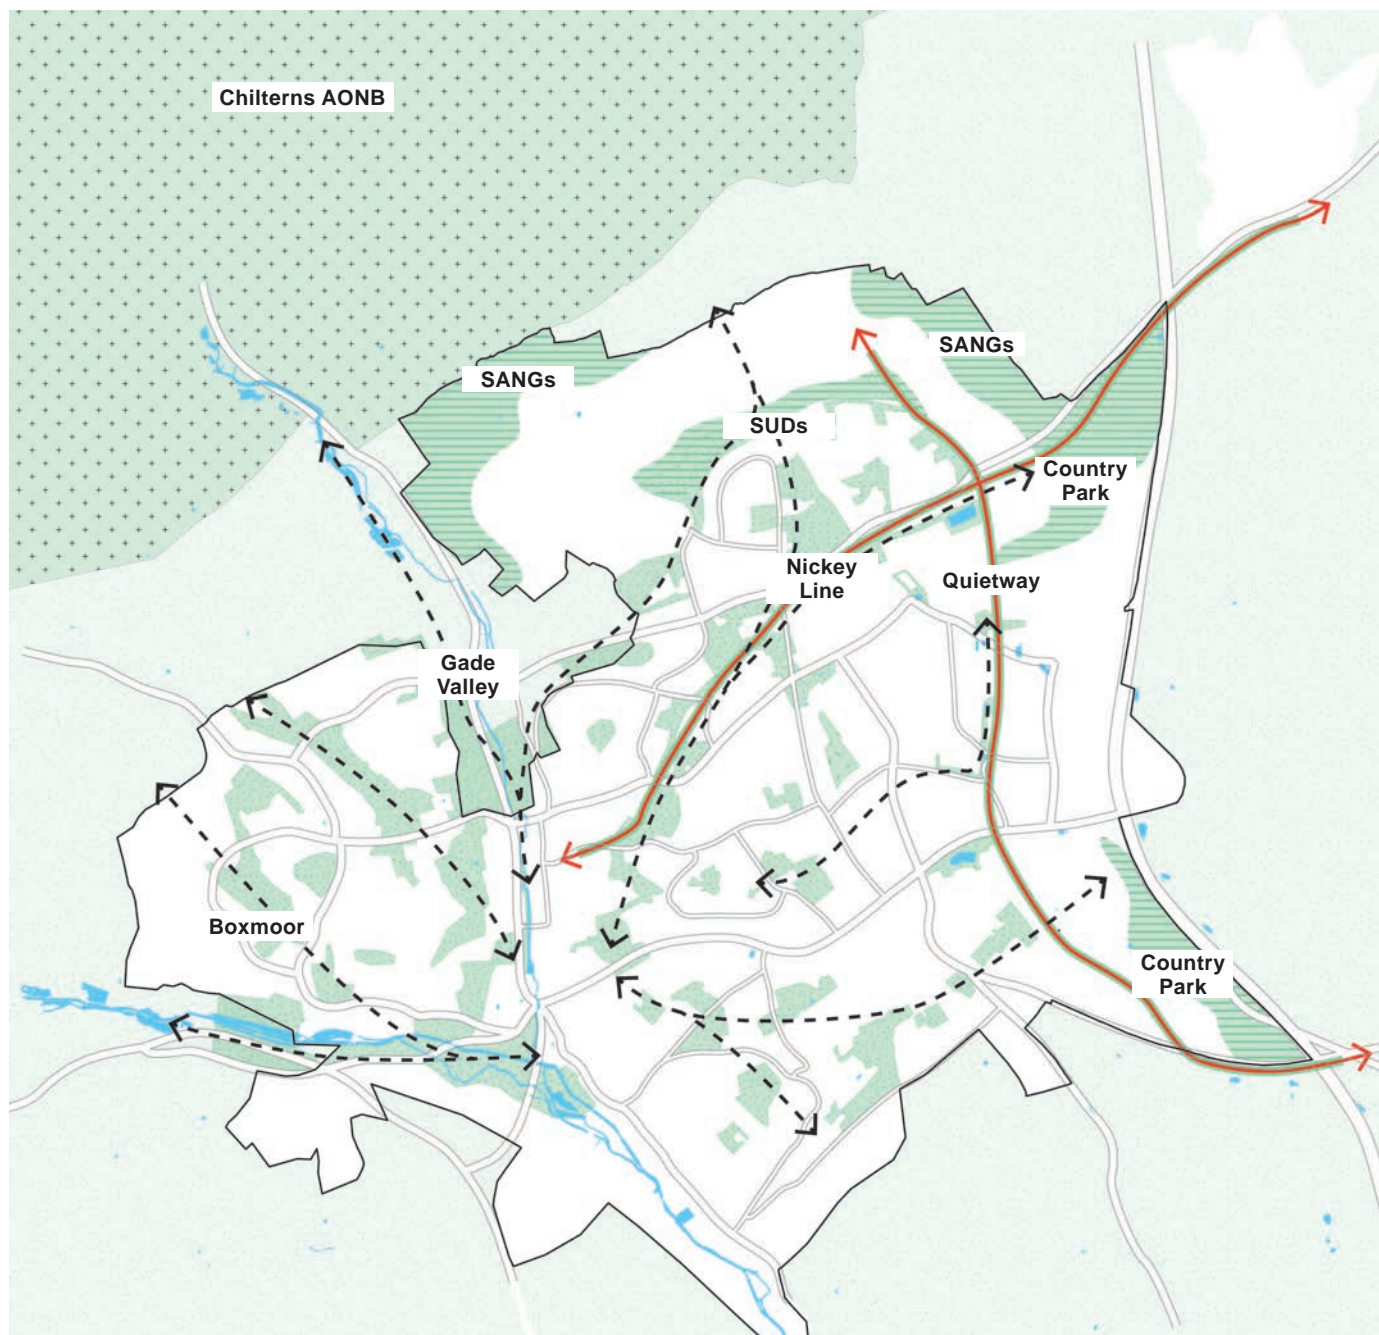 Chilterns AONB
SANGs
SANGs
SUDs
Country
Park
Nickey
Line
Quietway
Gade
Valley
Boxmoor
Country
Park